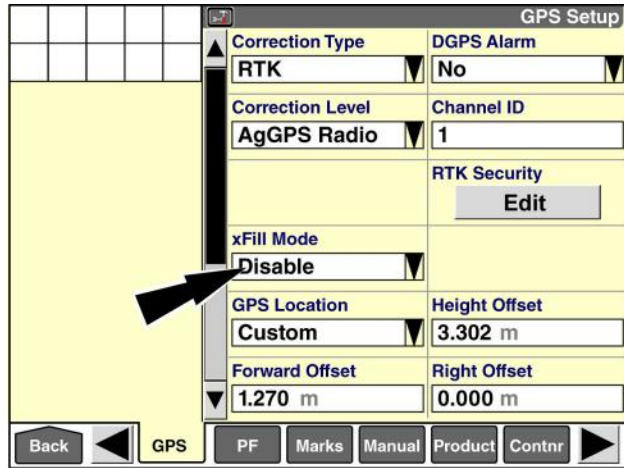 GPS Setup
Correction Type
DGPS Alarm
RTK
No
Correction Level
Channel ID
AgGPS Radio
1
RTK Security
Edit
xFill Mode
Disable
GPS Location
Height Offset
Custom
3.302 m
Forward Offset
Right Offset
1.270 m
0.000 m
Back
GPS
PF
Marks
Manual
Product
Contnr